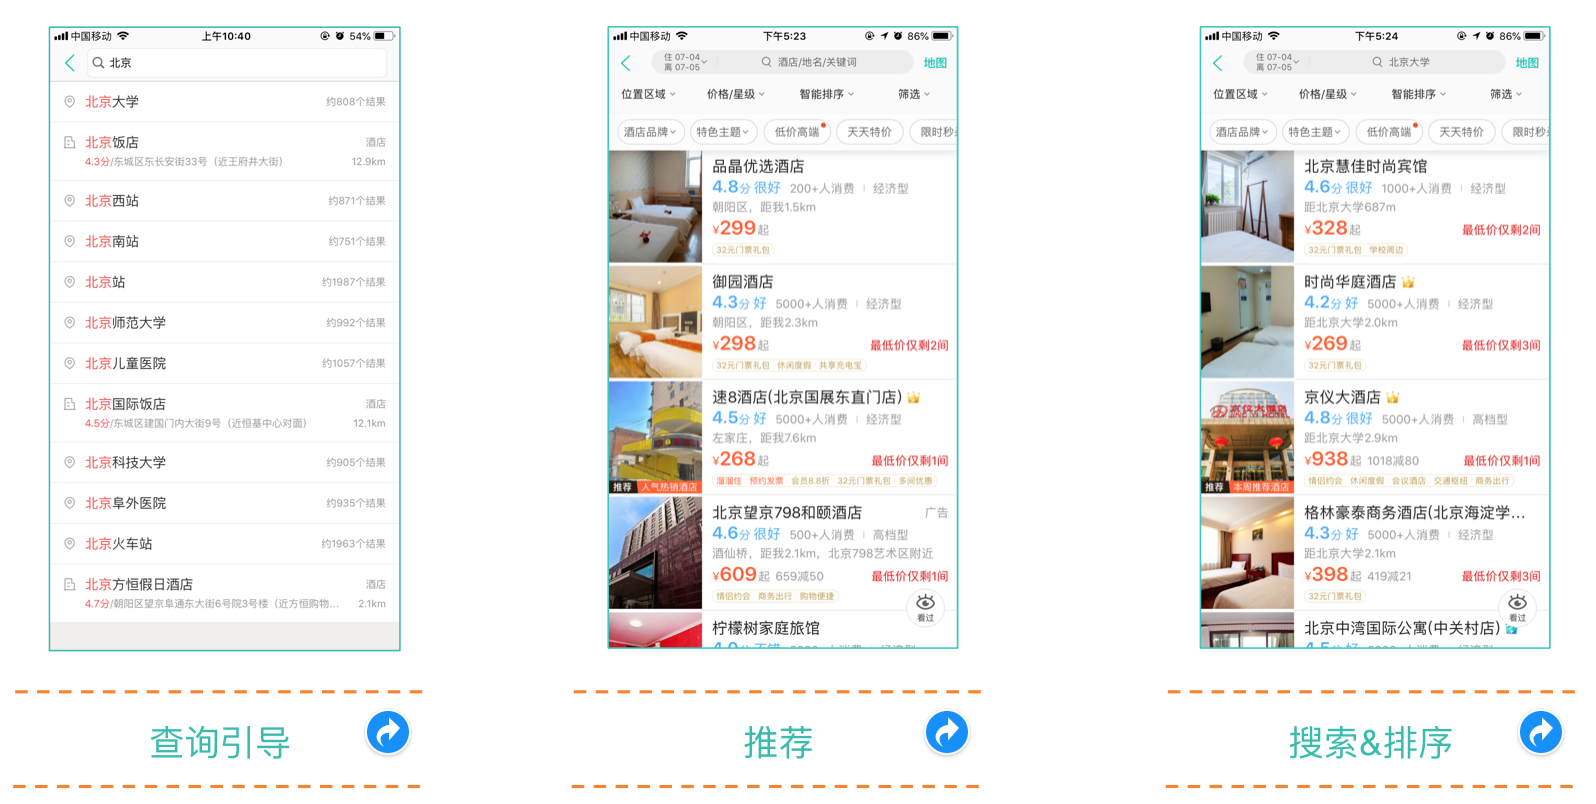 中国移动
上午10:40
54%
北京
北京大学
约808个结果
北京饭店
酒店
4.3分/东城区东长安街33号（近王府井大街）
12.9km
北京西站
约871个结果
北京南站
约751个结果
北京站
约1987个结果
北京师范大学
约992个结果
北京儿童医院
约1057个结果
北京国际饭店
酒店
4.5分/东城区建国门内大街9号（近恒基中心对面）
12.1km
北京科技大学
约905个结果
北京阜外医院
约935个结果
北京火车站
约1963个结果
北京方恒假日酒店
酒店
4.7分/朝阳区望京阜通东大街6号院3号楼（近方恒购物...
2.1km
查询引导
中国移动
下午5:23
86%
住 07-04
离 07-05
酒店/地名/关键词
地图
位置区域
价格/星级
智能排序
筛选
酒店品牌
特色主题
低价高端
天天特价
限时秒
品晶优选酒店
4.8分 很好 200+人消费 | 经济型
朝阳区，距我1.5km
¥299起
32元门票礼包
御园酒店
4.3分 好 5000+人消费 | 经济型
朝阳区，距我2.3km
¥298起
最低价仅剩2间
32元门票礼包 休闲度假 共享充电宝
速8酒店(北京国展东直门店)
4.5分 好 5000+人消费 | 经济型
左家庄，距我7.6km
¥268起
最低价仅剩1间
推荐 人气热销酒店
溜溜住 预约发票 会员8.8折 32元门票礼包 多间优惠
北京望京798和颐酒店
广告
4.6分 很好 500+人消费 | 高档型
酒仙桥，距我2.1km，北京798艺术区附近
¥609起 659减50
最低价仅剩1间
情侣约会 商务出行 购物便捷
看过
柠檬树家庭旅馆
推荐
中国移动
下午5:24
86%
住 07-04
离 07-05
北京大学
地图
位置区域
价格/星级
智能排序
筛选
酒店品牌
特色主题
低价高端
天天特价
限时秒
北京慧佳时尚宾馆
4.6分 很好 1000+人消费 | 经济型
距北京大学687m
¥328起
最低价仅剩2间
32元门票礼包 学校周边
时尚华庭酒店
4.2分 好 5000+人消费 | 经济型
距北京大学2.0km
¥269起
最低价仅剩3间
32元门票礼包
京仪大酒店
4.8分 很好 5000+人消费 | 高档型
距北京大学2.9km
¥938起 1018减80
最低价仅剩1间
推荐 本周推荐酒店
情侣约会 休闲度假 会议酒店 交通枢纽 商务出行
格林豪泰商务酒店(北京海淀学...
4.3分 好 5000+人消费 | 经济型
距北京大学2.1km
¥398起 419减21
最低价仅剩3间
32元门票礼包
看过
北京中湾国际公寓(中关村店)
搜索&排序